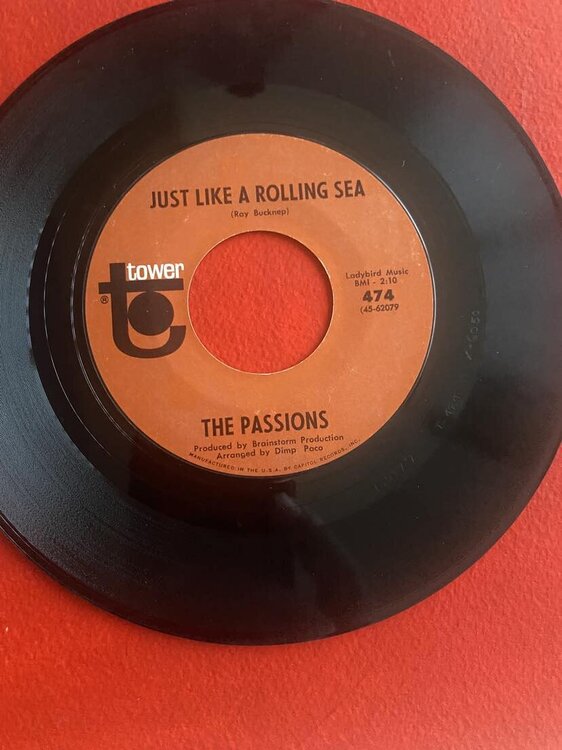 JUST LIKE A ROLLING SEA
(Ray Bucknep)
tower
®
Ladybird Music
BMI - 2:10
474
(45-62079
THE PASSIONS
Produced by Brainstorm Production
Arranged by Dimp Poco
MANUFACTURED IN THE U.S.A. BY CAPITOL RECORDS, INC.